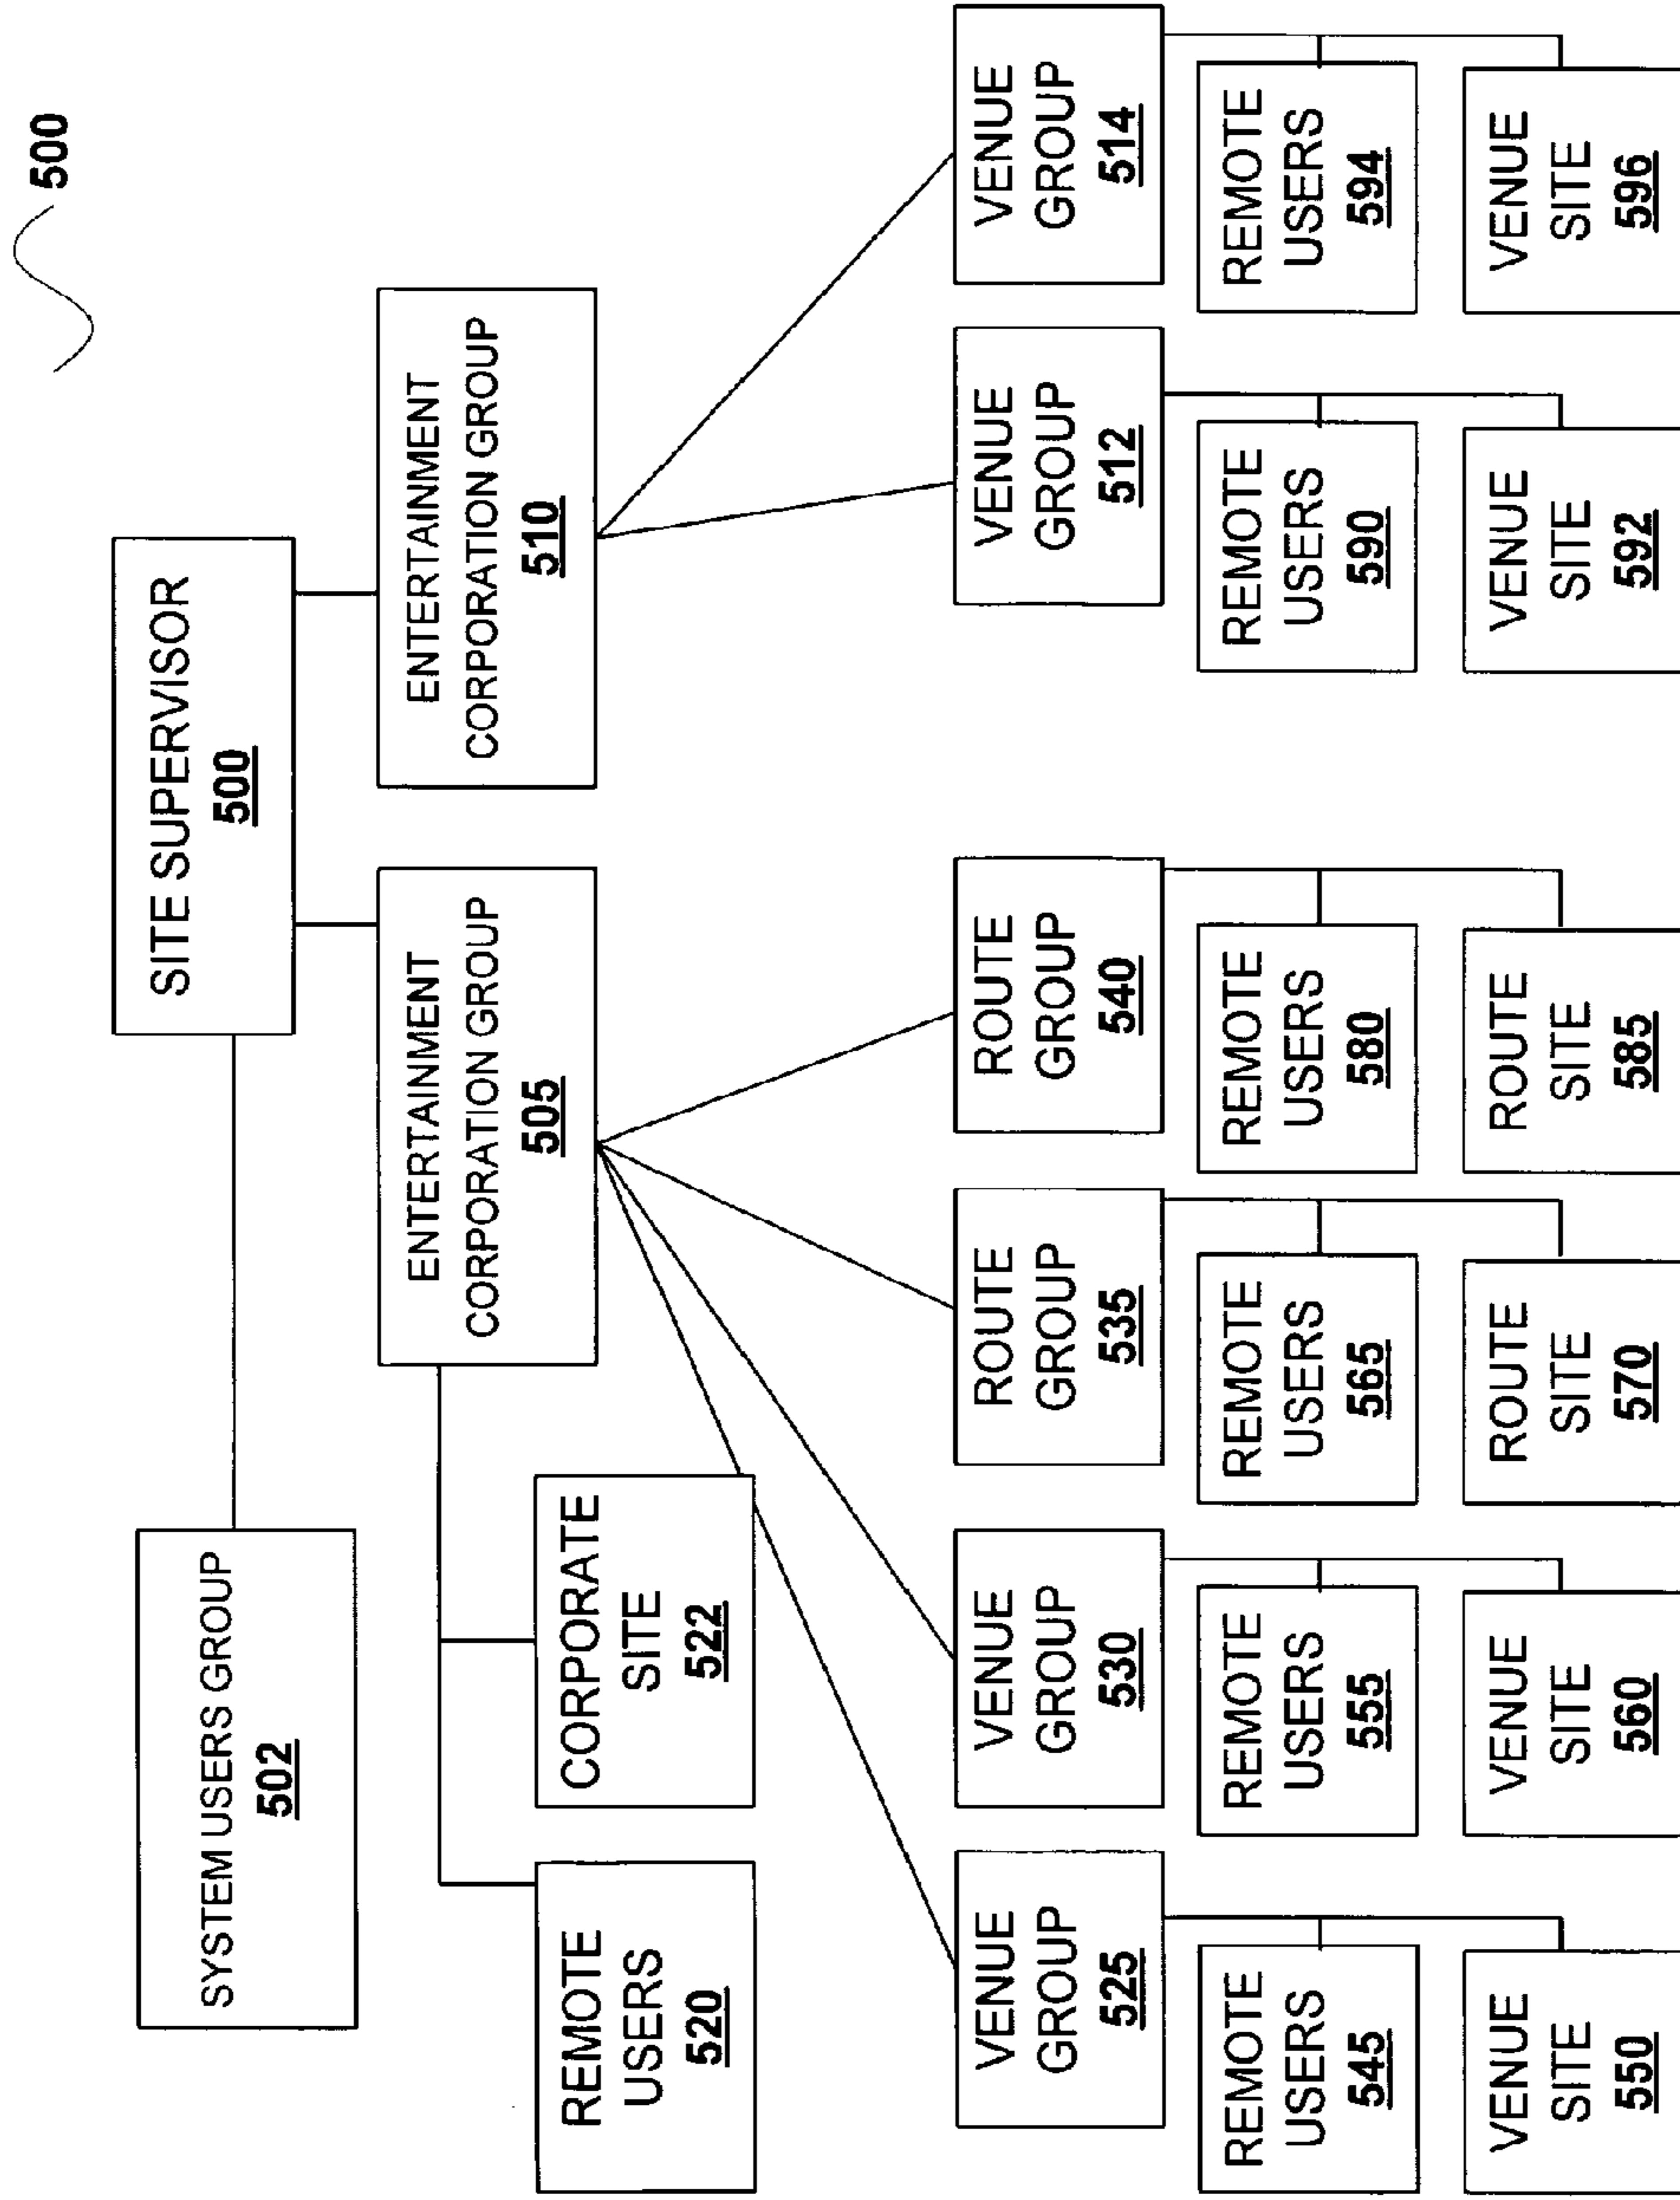 500
SITE SUPERVISOR
500
SYSTEM USERS GROUP
502
ENTERTAINMENT
CORPORATION GROUP
505
ENTERTAINMENT
CORPORATION GROUP
510
REMOTE
USERS
520
CORPORATE
SITE
522
VENUE
GROUP
525
VENUE
GROUP
530
ROUTE
GROUP
535
ROUTE
GROUP
540
VENUE
GROUP
512
VENUE
GROUP
514
REMOTE
USERS
545
REMOTE
USERS
555
REMOTE
USERS
565
REMOTE
USERS
580
REMOTE
USERS
590
REMOTE
USERS
594
VENUE
SITE
550
VENUE
SITE
560
ROUTE
SITE
570
ROUTE
SITE
585
VENUE
SITE
592
VENUE
SITE
596